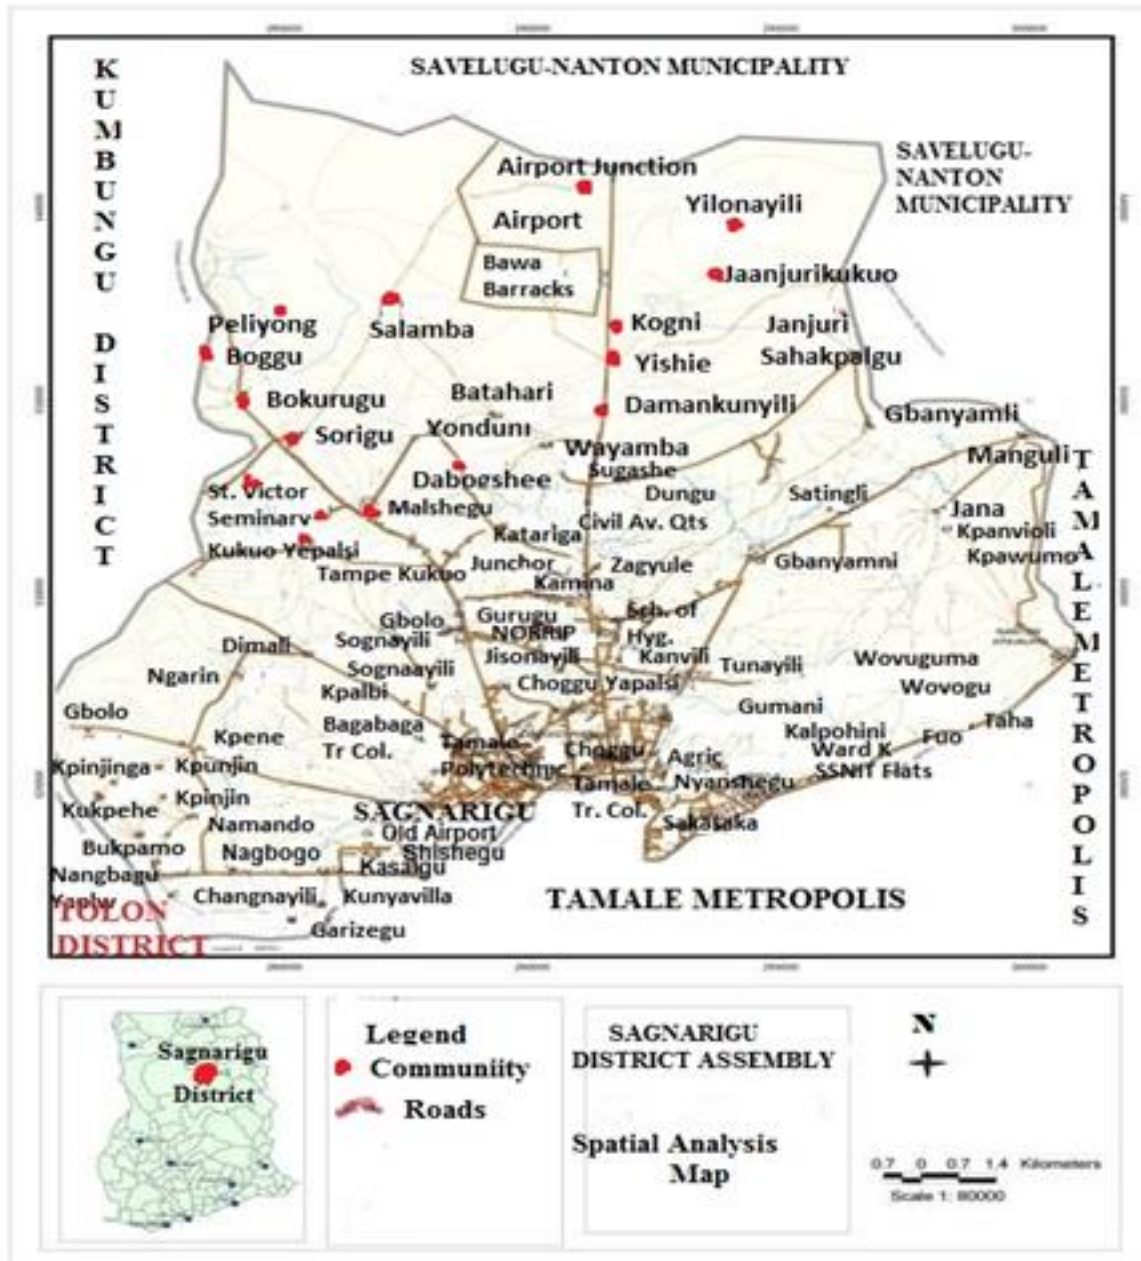 SAVELUGU-NANTON MUNICIPALITY
KUMBUNGU DISTRICT
SAVELUGU-
NANTON
MUNICIPALITY
Airport Junction
Yilonayili
Airport
Bawa
Barracks
Jaanjurikukuo
Peliyong
Salamba
Kogni
Janjuri
Boggu
Yishie
Sahakpalgu
Bokurugu
Batahari
Damankunyili
Gbanyamli
Sorigu
Yonduni
Wayamba
Manguli
Sugashe
Dabogshee
St. Victor
Dungu
Satingli
Seminary
Malshegu
Civil Av. Qts
Jana
Katariga
Kpanvioli
Kukuo Yepalsi
Junchor
Zagyule
Gbanyamni
Kpawumo
Tampe Kukuo
Kamina
TAMALE METROPOLIS
Gbolo
Gurugu
Sch. of
Sognayili
NORRIP
Hyg.
Dimali
Jisonayili
Kanvili
Tunayili
Wovuguma
Ngarin
Sognaayili
Choggu Yapalsi
Wovogu
Kpalbi
Gumani
Gbolo
Bagabaga
Kalpohini
Taha
Kpene
Tr Col.
Tamale
Choggu
Ward K
Fuo
Kpinjinga
Kpunjin
Polytechnic
Agric
SSNIT Flats
Tamale
Nyanshegu
Kukpehe
Kpinjin
SAGNARIGU
Tr. Col.
Namando
Old Airport
Sakasaka
Bukpamo
Nagbogo
Shishegu
Nangbagu
Kasalgu
Changnayili
Kunyavilla
TAMALE METROPOLIS
TOLON
DISTRICT
Garizegu
Sagnarigu
District
Legend
Communiity
Roads
SAGNARIGU
DISTRICT ASSEMBLY
Spatial Analysis
Map
N
0.7 0 0.7 1.4 Kilometers
Scale 1: 80000